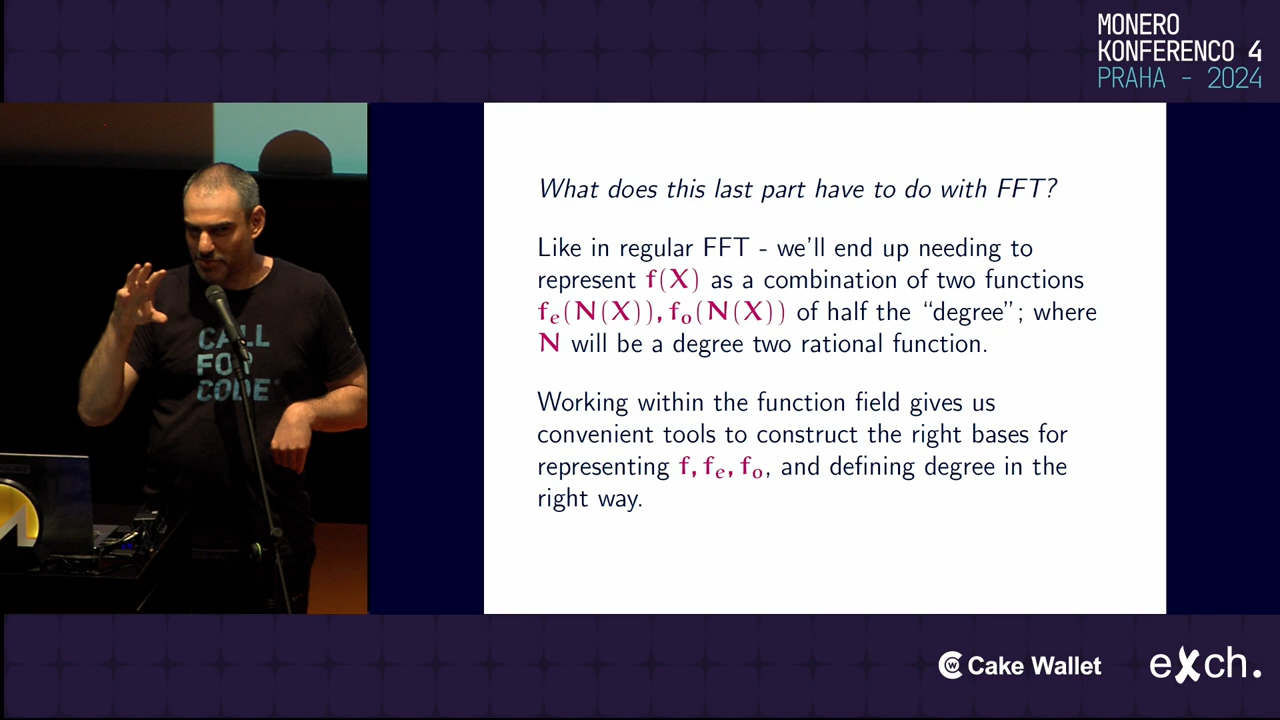 MONERO
KONFERENCO 4
PRAHA - 2024
CALL
FOR
CODE
What does this last part have to do with FFT?
Like in regular FFT - we'll end up needing to
represent f(X) as a combination of two functions
fₑ(N(X)), fₒ(N(X)) of half the “degree”; where
N will be a degree two rational function.
Working within the function field gives us
convenient tools to construct the right bases for
representing f, fₑ, fₒ, and defining degree in the
right way.
Cake Wallet
exch.